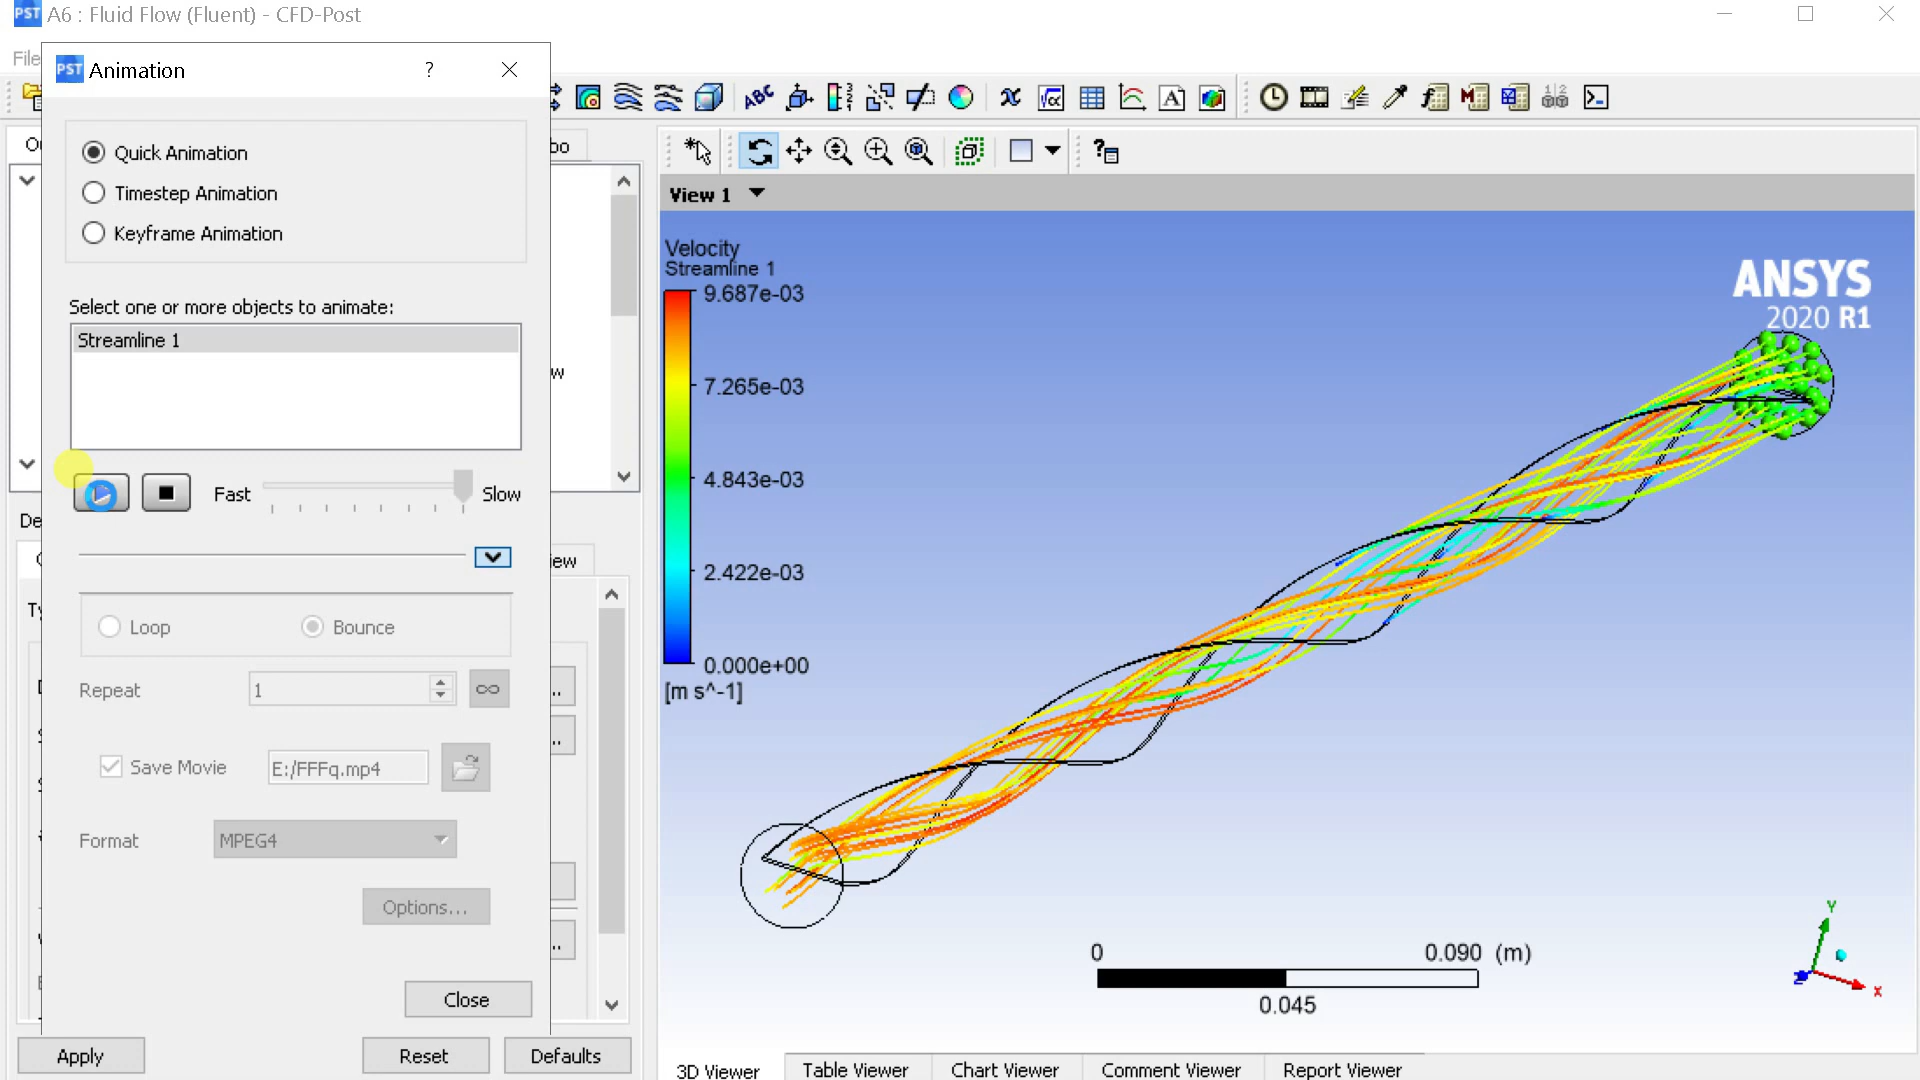 PST A6 : Fluid Flow (Fluent) - CFD-Post
File
PST Animation ?
Quick Animation
Timestep Animation
Keyframe Animation
Select one or more objects to animate:
Streamline 1
Fast Slow
Loop Bounce
Repeat 1 ∞
Save Movie E:/FFFq.mp4
Format MPEG4
Options...
Close
Apply Reset Defaults
ABC
View 1
Velocity
Streamline 1
9.687e-03
7.265e-03
4.843e-03
2.422e-03
0.000e+00
[m s^-1]
ANSYS
2020 R1
0 0.090 (m)
0.045
Y
X
Z
3D Viewer Table Viewer Chart Viewer Comment Viewer Report Viewer